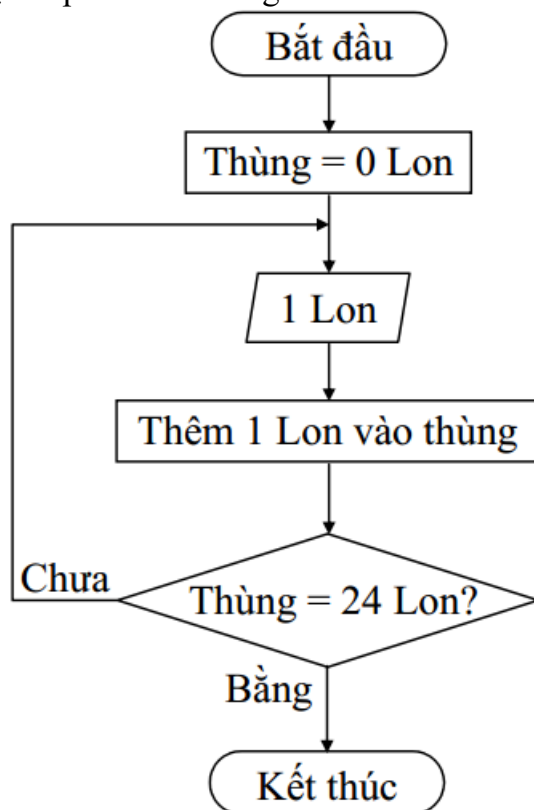 Bắt đầu
Thùng = 0 Lon
1 Lon
Thêm 1 Lon vào thùng
Chưa
Thùng = 24 Lon?
Bằng
Kết thúc